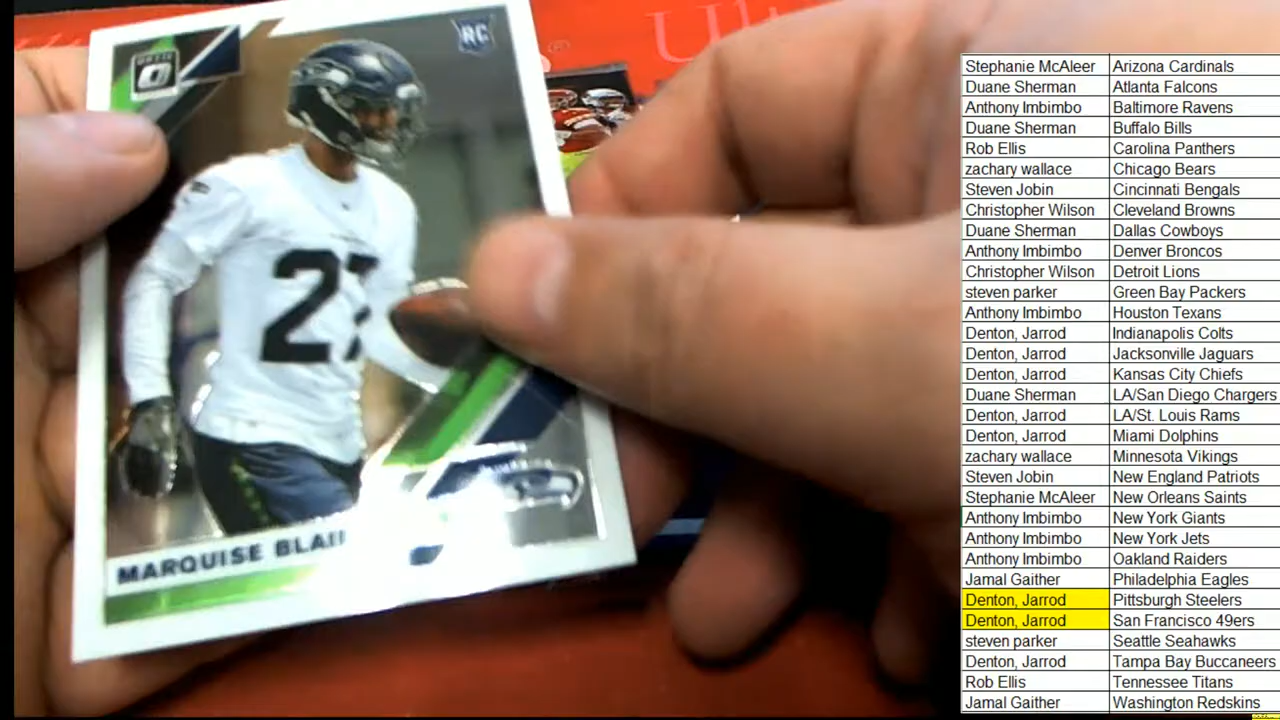 OPTIC
RC
27
MARQUISE BLAIR
Stephanie McAleer Arizona Cardinals
Duane Sherman Atlanta Falcons
Anthony Imbimbo Baltimore Ravens
Duane Sherman Buffalo Bills
Rob Ellis Carolina Panthers
zachary wallace Chicago Bears
Steven Jobin Cincinnati Bengals
Christopher Wilson Cleveland Browns
Duane Sherman Dallas Cowboys
Anthony Imbimbo Denver Broncos
Christopher Wilson Detroit Lions
steven parker Green Bay Packers
Anthony Imbimbo Houston Texans
Denton, Jarrod Indianapolis Colts
Denton, Jarrod Jacksonville Jaguars
Denton, Jarrod Kansas City Chiefs
Duane Sherman LA/San Diego Chargers
Denton, Jarrod LA/St. Louis Rams
Denton, Jarrod Miami Dolphins
zachary wallace Minnesota Vikings
Steven Jobin New England Patriots
Stephanie McAleer New Orleans Saints
Anthony Imbimbo New York Giants
Anthony Imbimbo New York Jets
Anthony Imbimbo Oakland Raiders
Jamal Gaither Philadelphia Eagles
Denton, Jarrod Pittsburgh Steelers
Denton, Jarrod San Francisco 49ers
steven parker Seattle Seahawks
Denton, Jarrod Tampa Bay Buccaneers
Rob Ellis Tennessee Titans
Jamal Gaither Washington Redskins